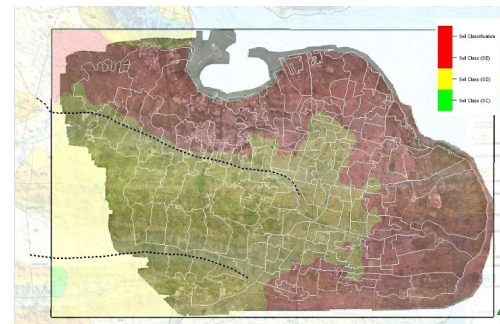 Soil Classification
Soil Class (SE)
Soil Class (SD)
Soil Class (SC)